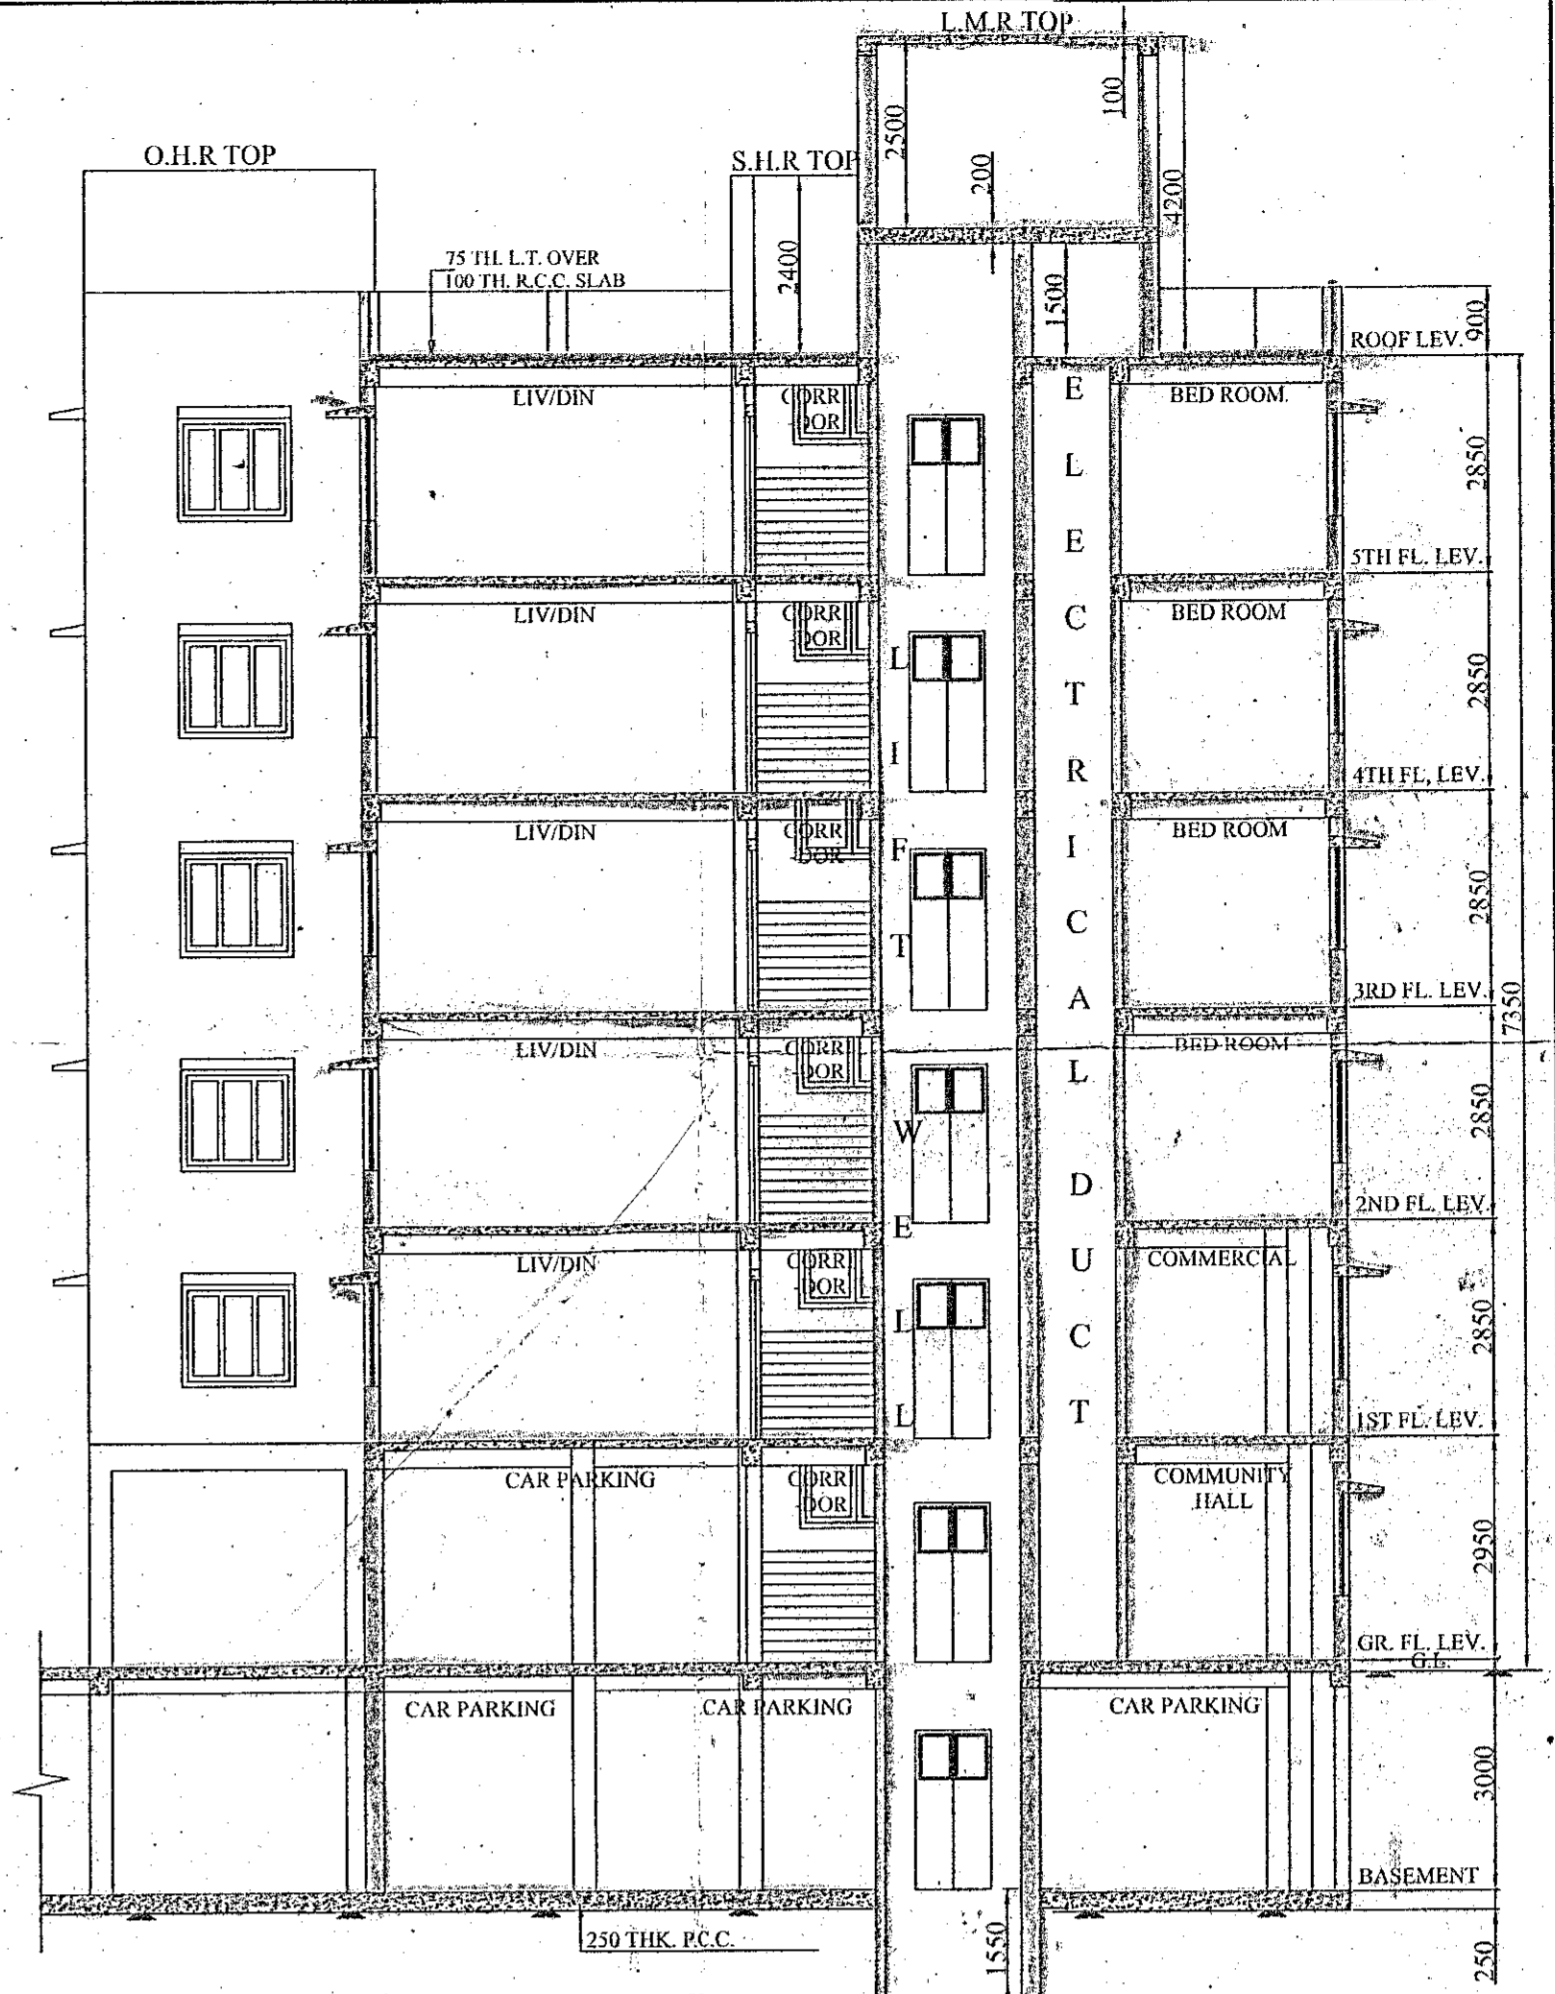 L.M.R TOP
100
2500
O.H.R TOP
S.H.R TOP
200
4200
75 TH. L.T. OVER
100 TH. R.C.C. SLAB
2400
1500
900
ROOF LEV.
LIV/DIN
CORRI
DOR
BED ROOM.
2850
5TH FL. LEV.
LIV/DIN
CORRI
DOR
BED ROOM
2850
4TH FL. LEV.
LIV/DIN
CORRI
DOR
BED ROOM
2850
3RD FL. LEV.
7350
LIV/DIN
CORRI
DOR
BED ROOM
2850
2ND FL. LEV.
LIV/DIN
CORRI
DOR
COMMERCIAL
2850
1ST FL. LEV.
LIFT WELL
ELECTRICAL DUCT
CAR PARKING
CORRI
DOR
COMMUNITY
HALL
2950
GR. FL. LEV.
G.L.
CAR PARKING
CAR PARKING
CAR PARKING
3000
BASEMENT
250 THK. P.C.C.
1550
250